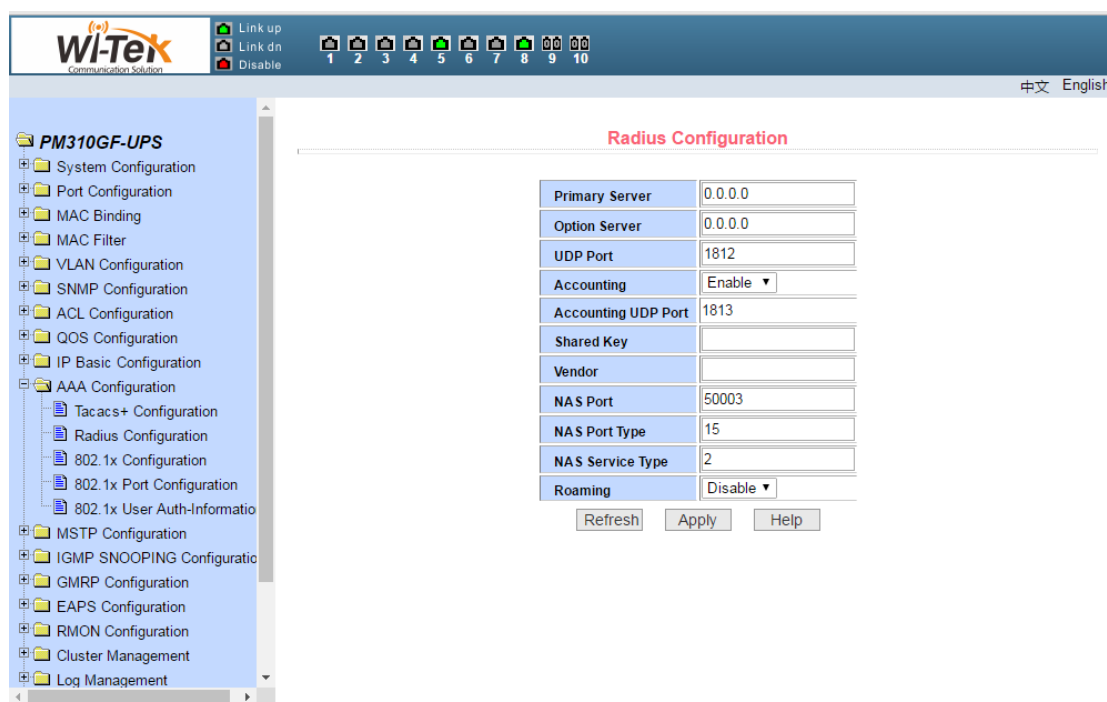 Wi-Tek
Communication Solution
Link up
Link dn
Disable
1 2 3 4 5 6 7 8 9 10
中文 English
PM310GF-UPS
System Configuration
Port Configuration
MAC Binding
MAC Filter
VLAN Configuration
SNMP Configuration
ACL Configuration
QOS Configuration
IP Basic Configuration
AAA Configuration
Tacacs+ Configuration
Radius Configuration
802.1x Configuration
802.1x Port Configuration
802.1x User Auth-Informatio
MSTP Configuration
IGMP SNOOPING Configuratio
GMRP Configuration
EAPS Configuration
RMON Configuration
Cluster Management
Log Management
Radius Configuration
Primary Server 0.0.0.0
Option Server 0.0.0.0
UDP Port 1812
Accounting Enable
Accounting UDP Port 1813
Shared Key
Vendor
NAS Port 50003
NAS Port Type 15
NAS Service Type 2
Roaming Disable
Refresh Apply Help